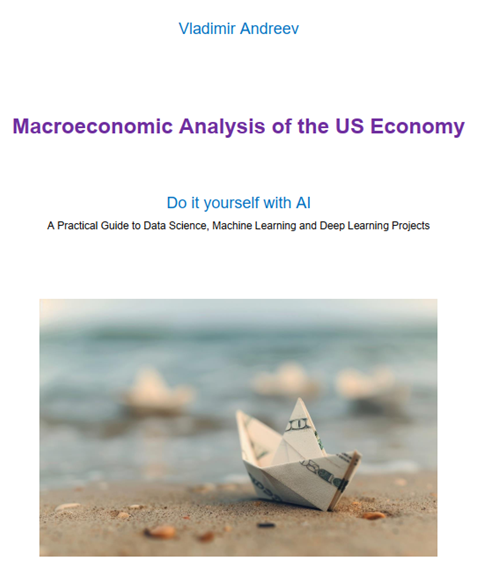 Vladimir Andreev
Macroeconomic Analysis of the US Economy
Do it yourself with AI
A Practical Guide to Data Science, Machine Learning and Deep Learning Projects